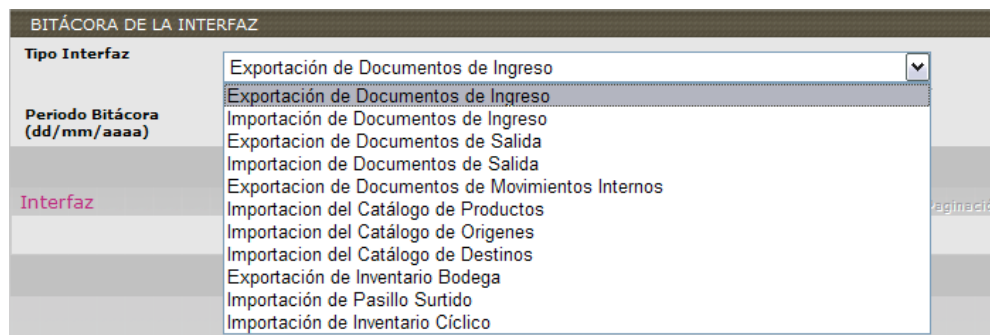 BITÁCORA DE LA INTERFAZ
Tipo Interfaz
Exportación de Documentos de Ingreso
Exportación de Documentos de Ingreso
Importación de Documentos de Ingreso
Periodo Bitácora
(dd/mm/aaaa)
Exportacion de Documentos de Salida
Importacion de Documentos de Salida
Exportacion de Documentos de Movimientos Internos
Interfaz
Importacion del Catálogo de Productos
Importacion del Catálogo de Origenes
Importacion del Catálogo de Destinos
Exportación de Inventario Bodega
Importación de Pasillo Surtido
Importación de Inventario Cíclico